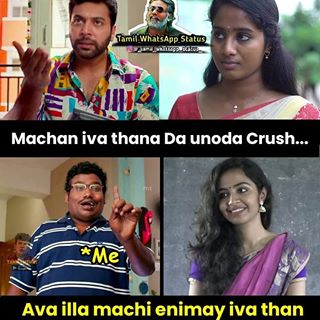 Tamil WhatsApp Status
Machan iva thana Da unoda Crush...
*Me
Ava illa machi enimay iva than